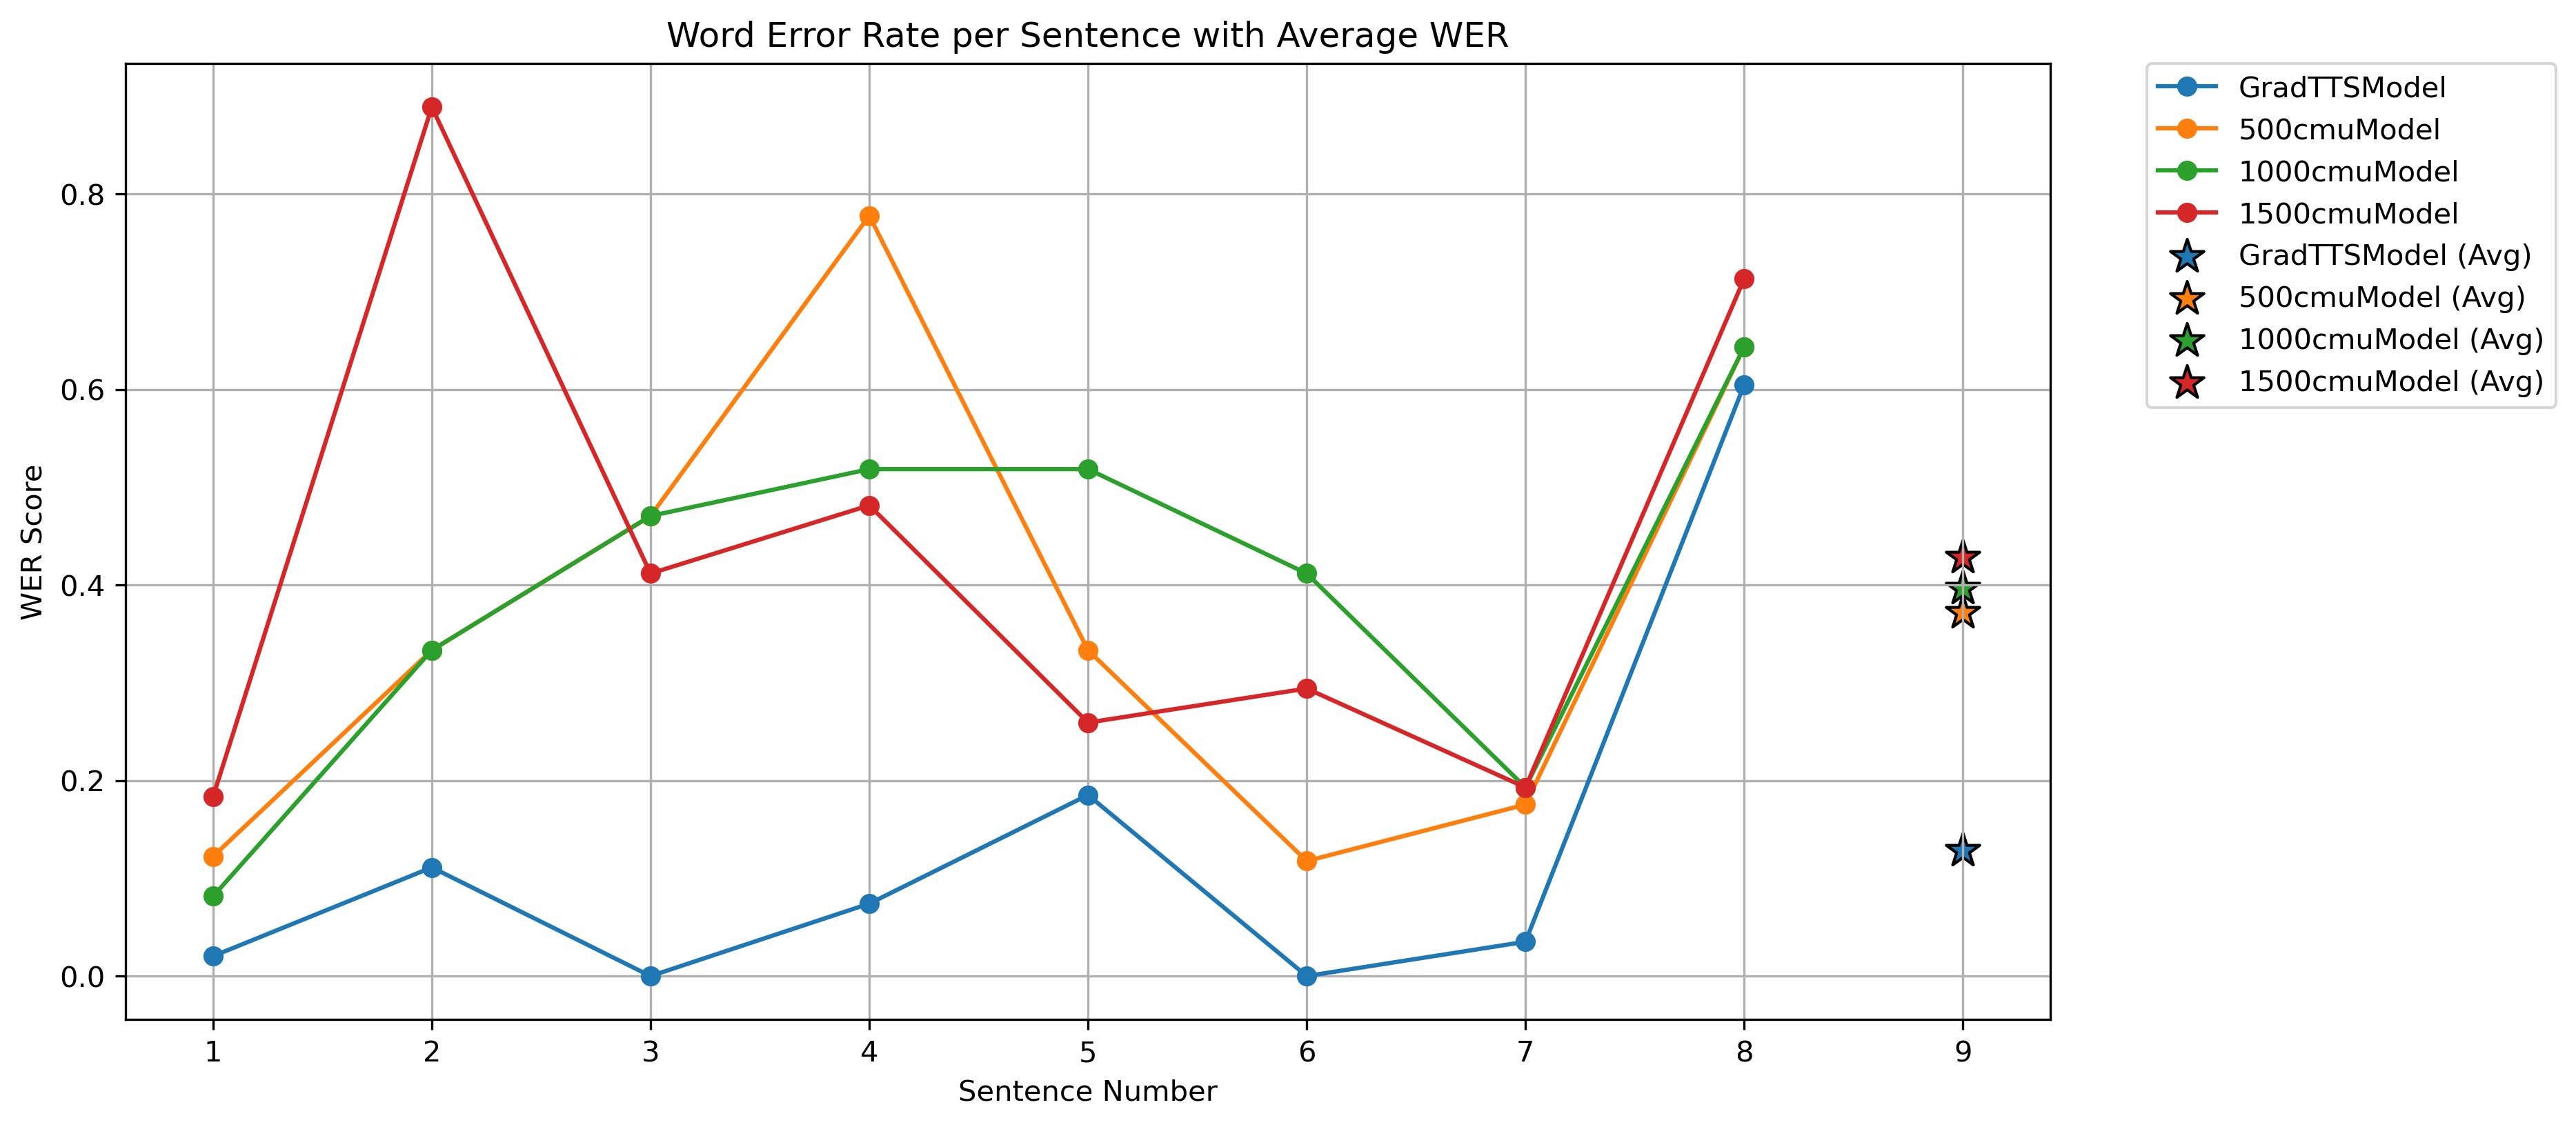 Word Error Rate per Sentence with Average WER
GradTTSModel
500cmuModel
1000cmuModel
1500cmuModel
GradTTSModel (Avg)
500cmuModel (Avg)
1000cmuModel (Avg)
1500cmuModel (Avg)
WER Score
0.8
0.6
0.4
0.2
0.0
1 2 3 4 5 6 7 8 9
Sentence Number